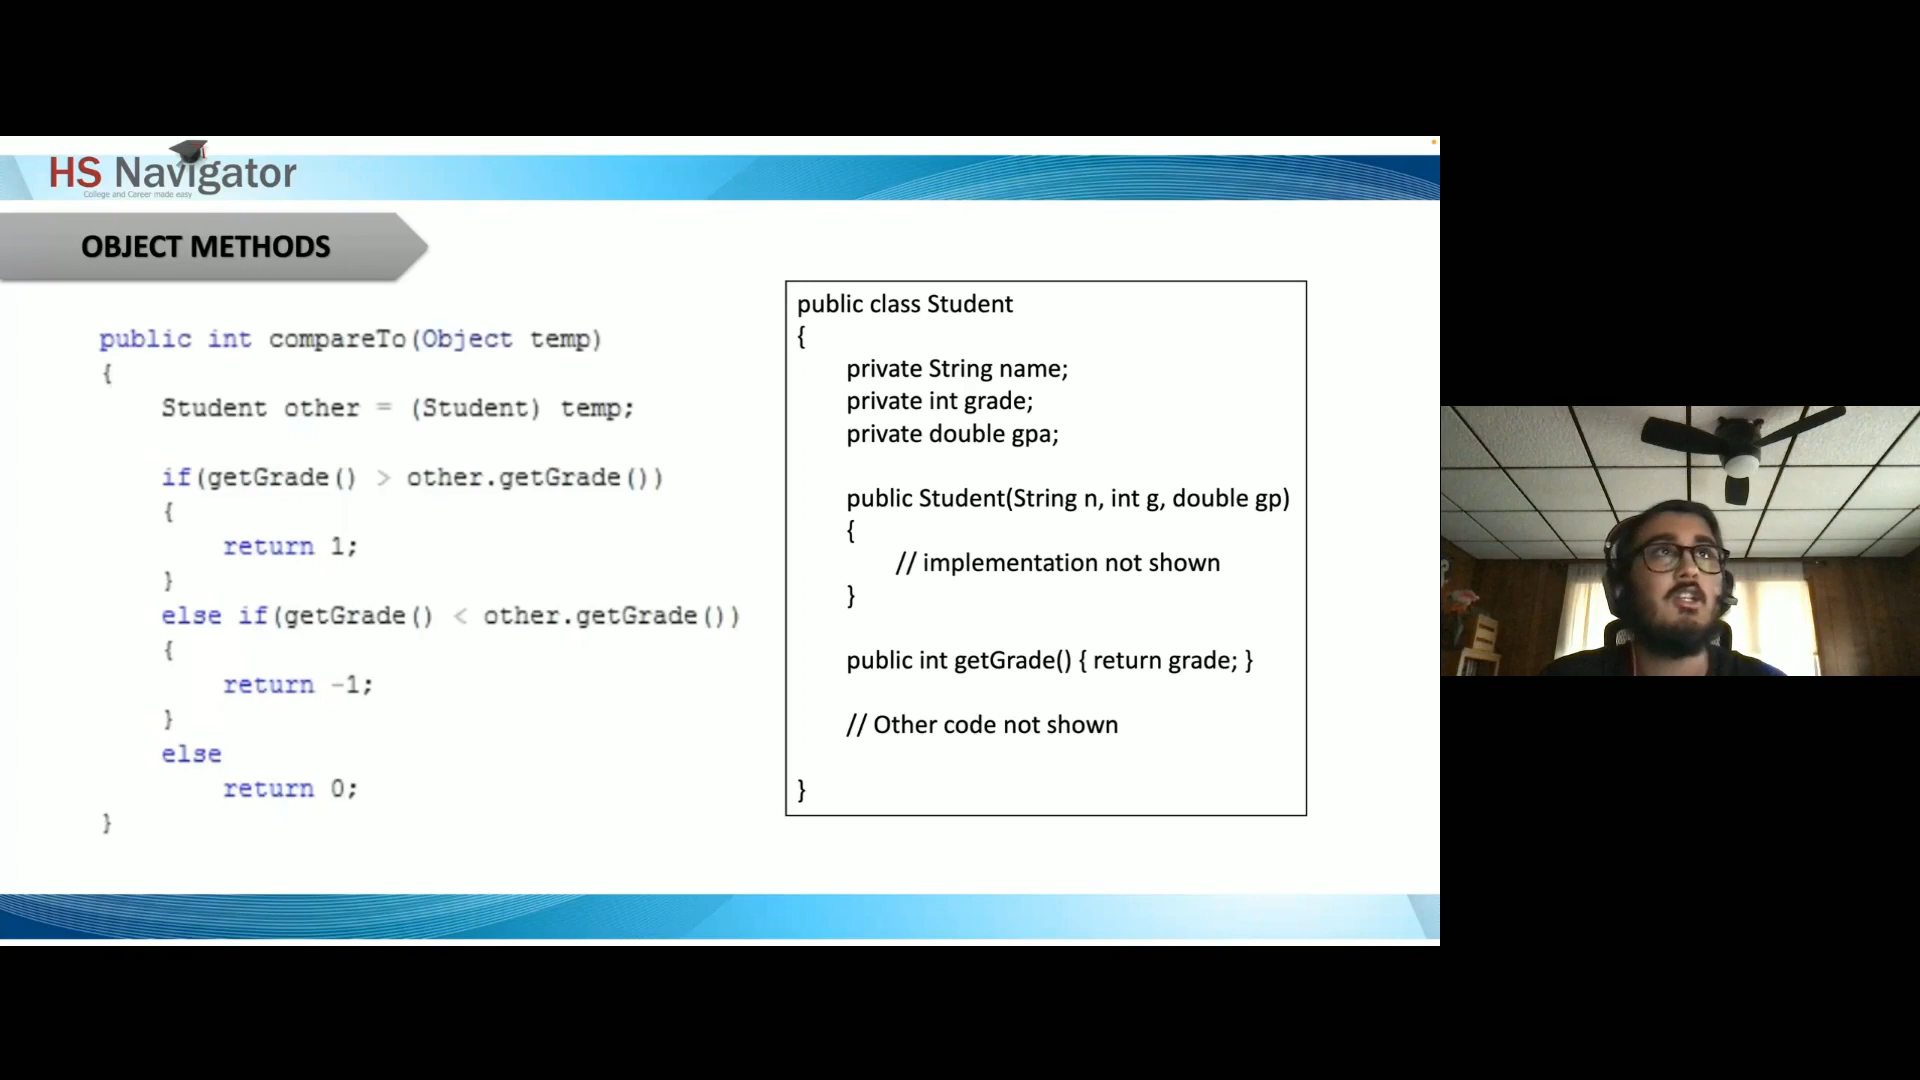 HS Navigator
College and Career made easy
OBJECT METHODS
public int compareTo(Object temp)
{
Student other = (Student) temp;
if(getGrade() > other.getGrade())
{
return 1;
}
else if(getGrade() < other.getGrade())
{
return -1;
}
else
return 0;
}
public class Student
{
private String name;
private int grade;
private double gpa;
public Student(String n, int g, double gp)
{
// implementation not shown
}
public int getGrade() { return grade; }
// Other code not shown
}